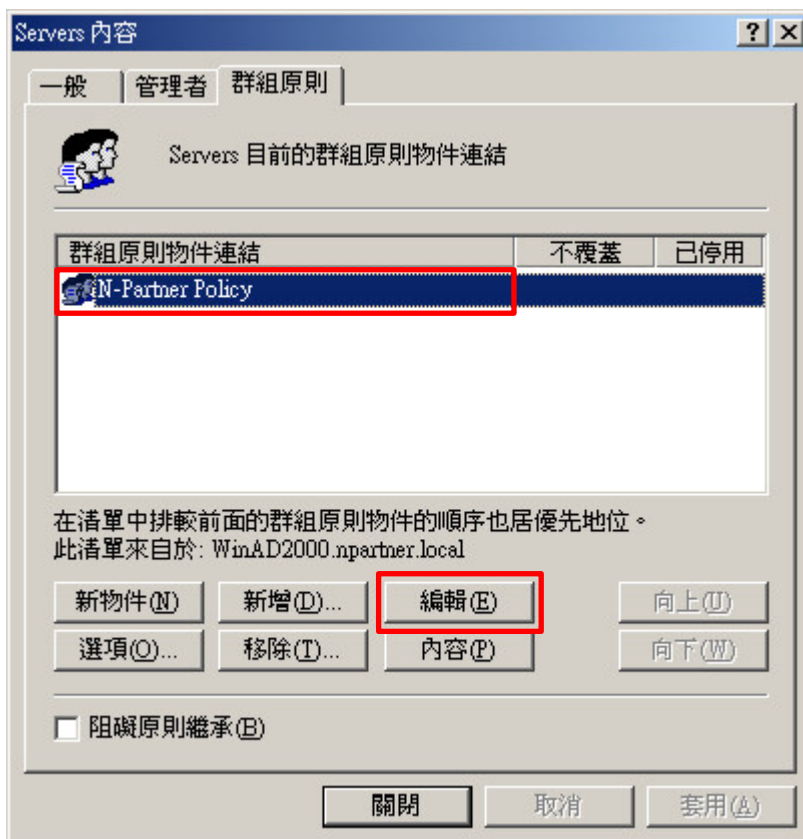 Servers 內容
一般 管理者 群組原則
Servers 目前的群組原則物件連結
群組原則物件連結 不覆蓋 已停用
N-Partner Policy
在清單中排較前面的群組原則物件的順序也居優先地位。
此清單來自於: WinAD2000.npartner.local
新物件(N) 新增(D)... 編輯(E) 向上(U)
選項(O)... 移除(T)... 內容(P) 向下(W)
阻礙原則繼承(B)
關閉 取消 套用(A)